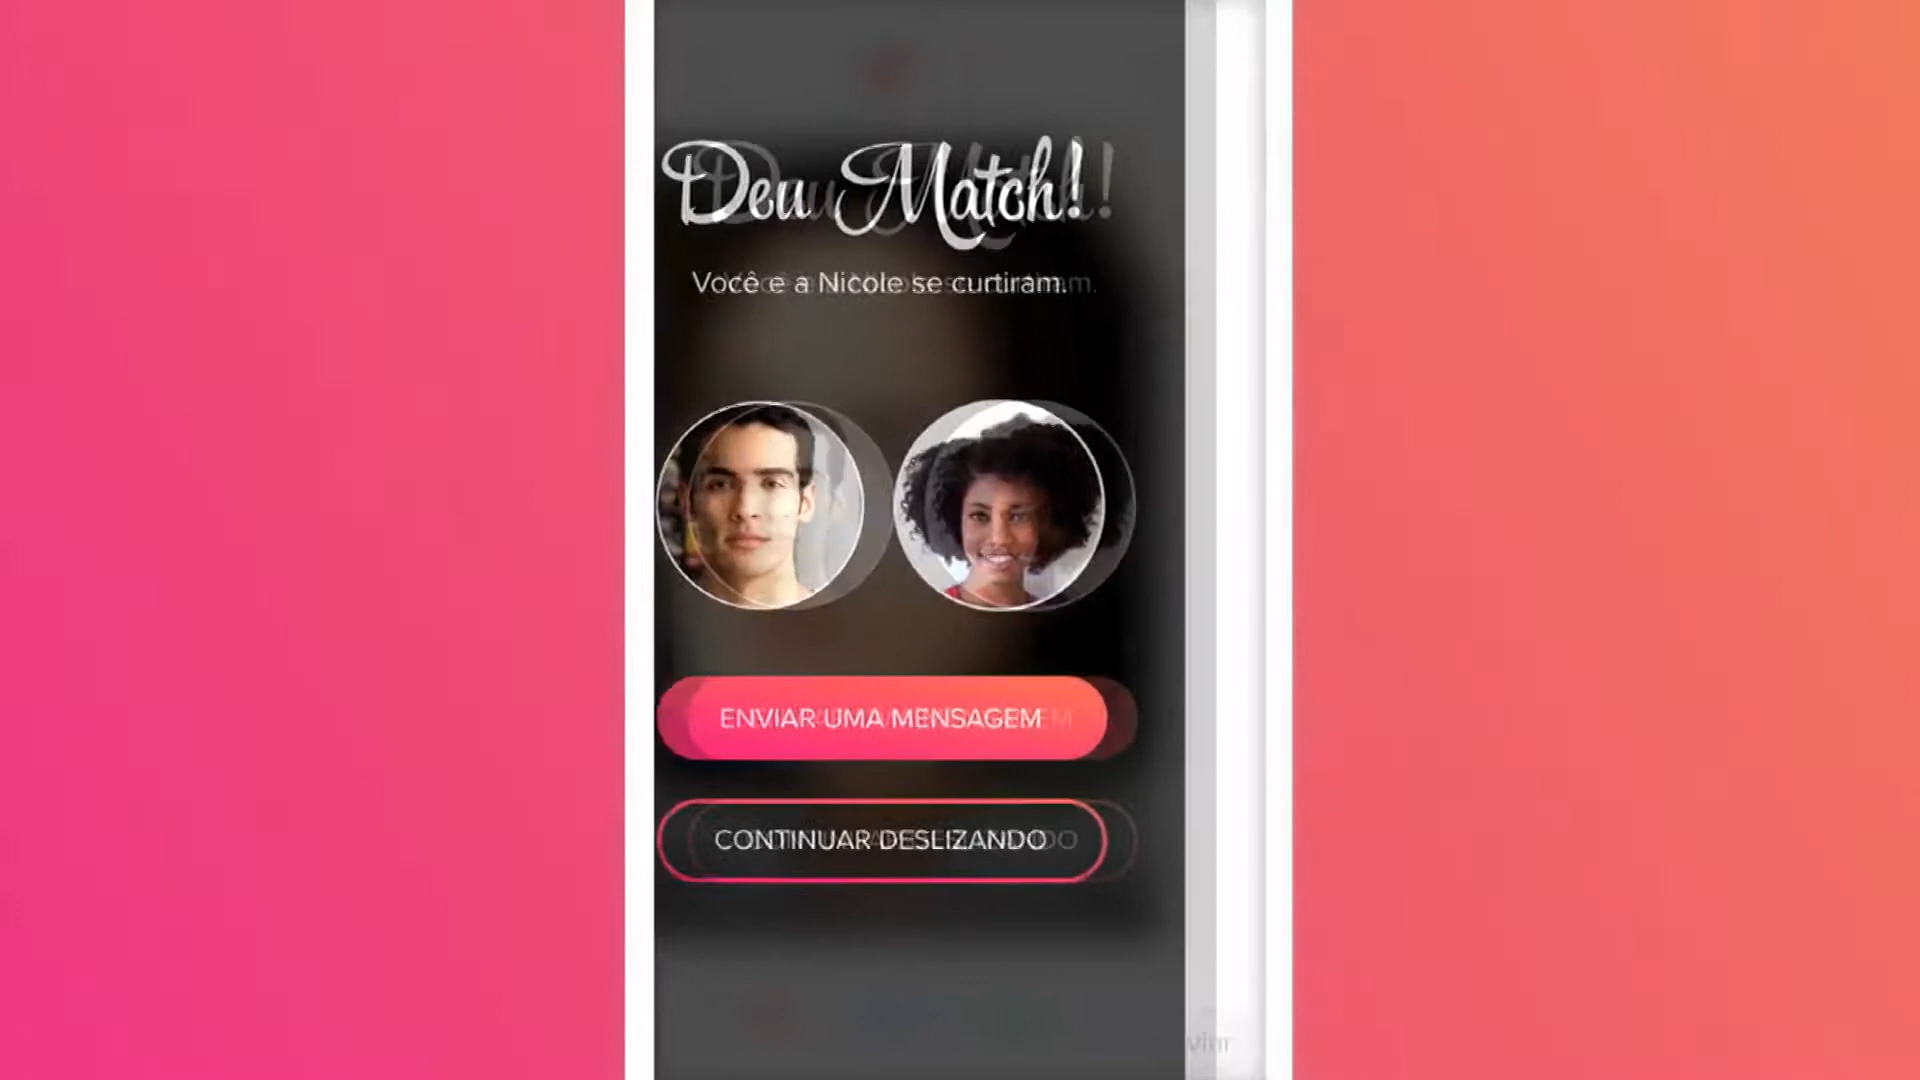 Deu Match!
Você e a Nicole se curtiram.
ENVIAR UMA MENSAGEM
CONTINUAR DESLIZANDO